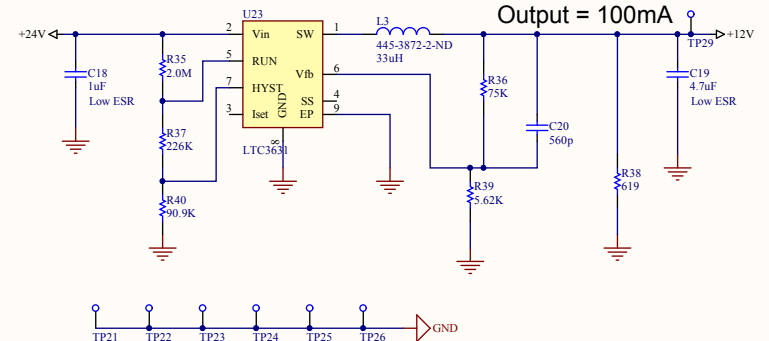 Output = 100mA
U23
+24V
2
Vin
SW
1
L3
445-3872-2-ND
33uH
TP29
+12V
R35
2.0M
5
RUN
C18
1uF
Low ESR
7
HYST
Vfb
6
R36
75K
C19
4.7uF
Low ESR
3
Iset
GND
SS
4
EP
9
R37
226K
C20
560p
LTC3631
8
R40
90.9K
R39
5.62K
R38
619
TP21
TP22
TP23
TP24
TP25
TP26
GND